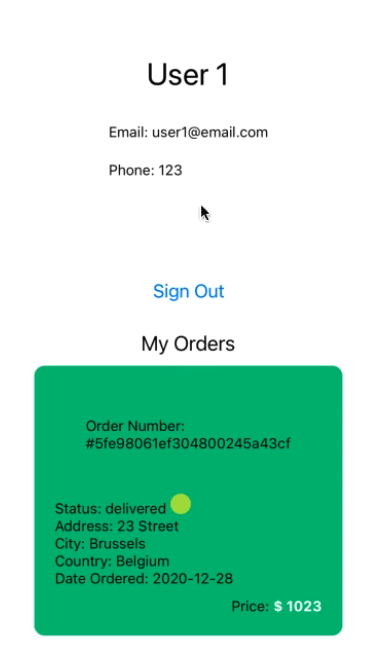 User 1
Email: user1@email.com
Phone: 123
Sign Out
My Orders
Order Number:
#5fe98061ef304800245a43cf
Status: delivered
Address: 23 Street
City: Brussels
Country: Belgium
Date Ordered: 2020-12-28
Price: $ 1023